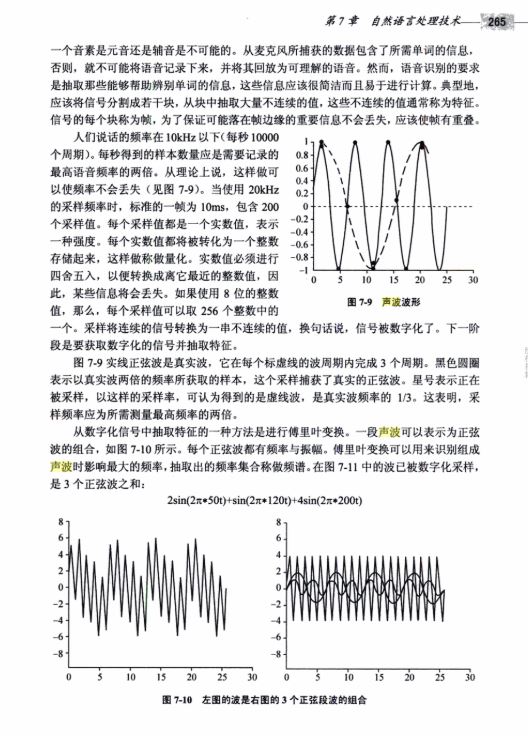 第7章 自然语言处理技术 265
一个音素是元音还是辅音是不可能的。从麦克风所捕获的数据包含了所需单词的信息，
否则，就不可能将语音记录下来，并将其回放为可理解的语音。然而，语音识别的要求
是抽取那些能够帮助辨别单词的信息，这些信息应该很简洁而且易于进行计算。典型地，
应该将信号分割成若干块，从块中抽取大量不连续的值，这些不连续的值通常称为特征。
信号的每个块称为帧，为了保证可能落在帧边缘的重要信息不会丢失，应该使帧有重叠。
人们说话的频率在10kHz 以下(每秒10000
个周期)。每秒得到的样本数量应是需要记录的
最高语音频率的两倍。从理论上说，这样做可
以使频率不会丢失（见图 7-9）。当使用 20kHz
的采样频率时，标准的一帧为 10ms，包含 200
个采样值。每个采样值都是一个实数值，表示
一种强度。每个实数值都将被转化为一个整数
存储起来，这样做称做量化。实数值必须进行
四舍五入，以便转换成离它最近的整数值，因
此，某些信息将会丢失。如果使用 8 位的整数
值，那么，每个采样值可以取 256 个整数中的
1
0.8
0.6
0.4
0.2
0
-0.2
-0.4
-0.6
-0.8
-1
0 5 10 15 20 25 30
图 7-9 声波波形
一个。采样将连续的信号转换为一串不连续的值，换句话说，信号被数字化了。下一阶
段是要获取数字化的信号并抽取特征。
图 7-9 实线正弦波是真实波，它在每个标虚线的波周期内完成 3 个周期。黑色圆圈
表示以真实波两倍的频率所获取的样本，这个采样捕获了真实的正弦波。星号表示正在
被采样，以这样的采样率，可认为得到的是虚线波，是真实波频率的 1/3。这表明，采
样频率应为所需测量最高频率的两倍。
从数字化信号中抽取特征的一种方法是进行傅里叶变换。一段声波可以表示为正弦
波的组合，如图 7-10 所示。每个正弦波都有频率与振幅。傅里叶变换可以用来识别组成
声波时影响最大的频率，抽取出的频率集合称做频谱。在图 7-11 中的波已被数字化采样，
是 3 个正弦波之和：
2sin(2π*50t)+sin(2π*120t)+4sin(2π*200t)
8
6
4
2
0
-2
-4
-6
-8
0 5 10 15 20 25 30
8
6
4
2
0
-2
-4
-6
-8
0 5 10 15 20 25 30
图 7-10 左图的波是右图的 3 个正弦段波的组合